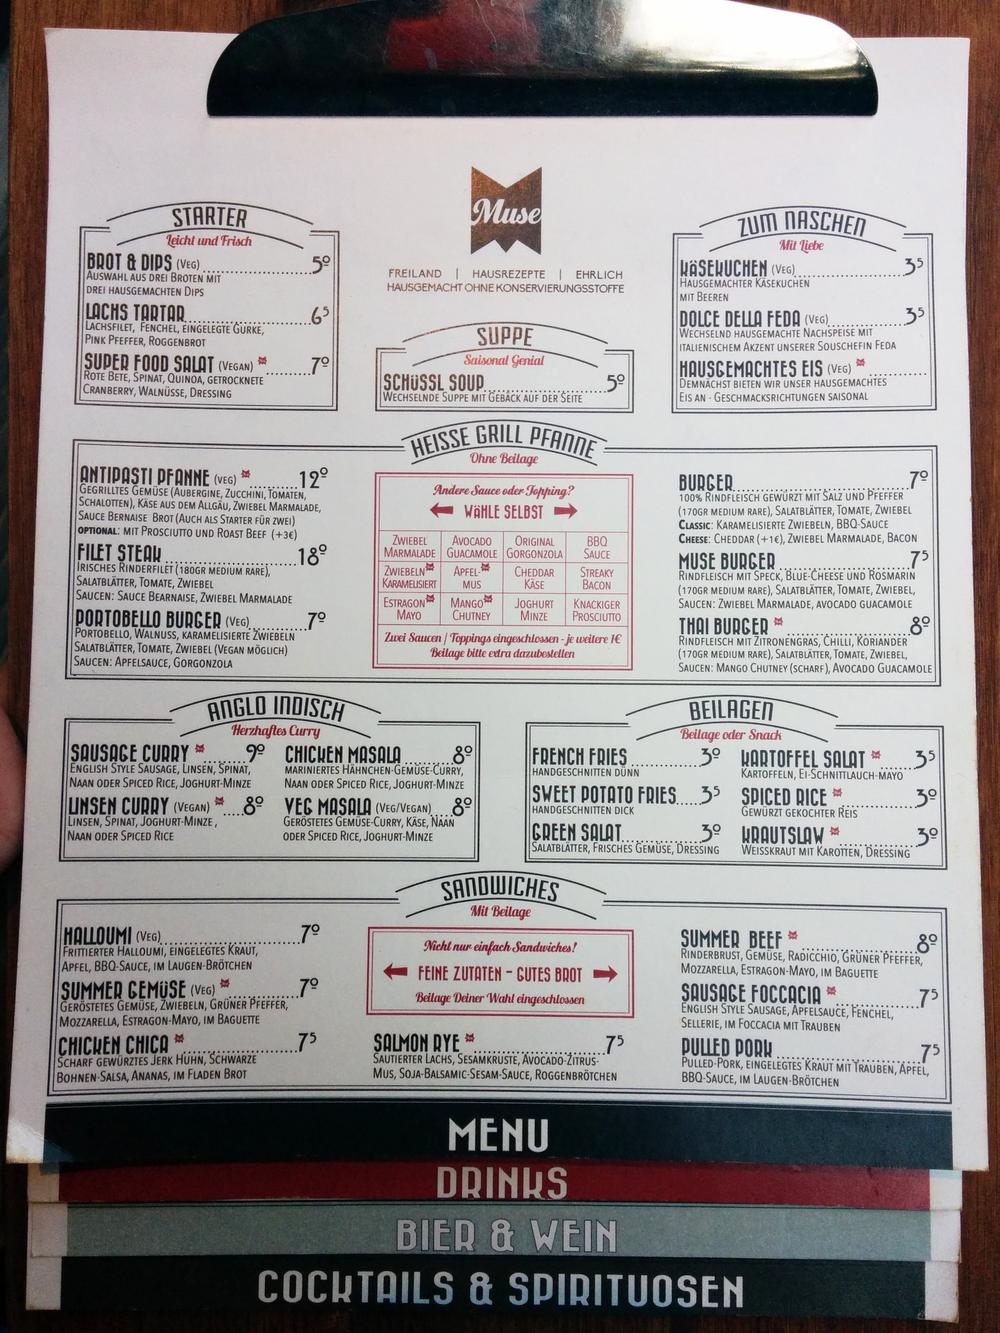 Muse
FREILAND | HAUSREZEPTE | EHRLICH
HAUSGEMACHT OHNE KONSERVIERUNGSSTOFFE
STARTER
Leicht und Frisch
BROT & DIPS (VEG) 5⁰
AUSWAHL AUS DREI BROTEN MIT
DREI HAUSGEMACHTEN DIPS
LACHS TARTAR 6⁵
LACHSFILET, FENCHEL, EINGELEGTE GURKE,
PINK PFEFFER, ROGGENBROT
SUPER FOOD SALAT (VEGAN) 7⁰
ROTE BETE, SPINAT, QUINOA, GETROCKNETE
CRANBERRY, WALNÜSSE, DRESSING
SUPPE
Saisonal Genial
SCHÜSSL SOUP 5⁰
WECHSELNDE SUPPE MIT GEBÄCK AUF DER SEITE
ZUM NASCHEN
Mit Liebe
KÄSEKUCHEN (VEG) 3⁵
HAUSGEMACHTER KÄSEKUCHEN
MIT BEEREN
DOLCE DELLA FEDA (VEG) 3⁵
WECHSELND HAUSGEMACHTE NACHSPEISE MIT
ITALIENISCHEM AKZENT UNSERER SOUSCHEFIN FEDA
HAUSGEMACHTES EIS (VEG)
DEMNÄCHST BIETEN WIR UNSER HAUSGEMACHTES
EIS AN - GESCHMACKSRICHTUNGEN SAISONAL
HEISSE GRILL PFANNE
Ohne Beilage
ANTIPASTI PFANNE (VEG) 12⁰
GEGRILLTES GEMÜSE (AUBERGINE, ZUCCHINI, TOMATEN,
SCHALOTTEN), KÄSE AUS DEM ALLGÄU, ZWIEBEL MARMALADE,
SAUCE BERNAISE BROT (AUCH ALS STARTER FÜR ZWEI)
OPTIONAL: MIT PROSCIUTTO UND ROAST BEEF (+3€)
FILET STEAK 18⁰
IRISCHES RINDERFILET (180GR MEDIUM RARE),
SALATBLÄTTER, TOMATE, ZWIEBEL
SAUCEN: SAUCE BEARNAISE, ZWIEBEL MARMALADE
PORTOBELLO BURGER (VEG) 7⁰
PORTOBELLO, WALNUSS, KARAMELISIERTE ZWIEBELN
SALATBLÄTTER, TOMATE, ZWIEBEL (VEGAN MÖGLICH)
SAUCEN: APFELSAUCE, GORGONZOLA
Andere Sauce oder Topping?
WÄHLE SELBST
ZWIEBEL AVOCADO ORIGINAL BBQ
MARMALADE GUACAMOLE GORGONZOLA SAUCE
ZWIEBELN APFEL- CHEDDAR STREAKY
KARAMELISIERT MUS KÄSE BACON
ESTRAGON MANGO JOGHURT KNACKIGER
MAYO CHUTNEY MINZE PROSCIUTTO
Zwei Saucen / Toppings eingeschlossen - je weitere 1€
Beilage bitte extra dazubestellen
BURGER 7⁰
100% RINDFLEISCH GEWÜRZT MIT SALZ UND PFEFFER
(170GR MEDIUM RARE), SALATBLÄTTER, TOMATE, ZWIEBEL
CLASSIC: KARAMELISIERTE ZWIEBELN, BBQ-SAUCE
CHEESE: CHEDDAR (+1€), ZWIEBEL MARMALADE, BACON
MUSE BURGER 7⁵
RINDFLEISCH MIT SPECK, BLUE-CHEESE UND ROSMARIN
(170GR MEDIUM RARE), SALATBLÄTTER, TOMATE, ZWIEBEL,
SAUCEN: ZWIEBEL MARMALADE, AVOCADO GUACAMOLE
THAI BURGER 8⁰
RINDFLEISCH MIT ZITRONENGRAS, CHILLI, KORIANDER
(170GR MEDIUM RARE), SALATBLÄTTER, TOMATE, ZWIEBEL,
SAUCEN: MANGO CHUTNEY (SCHARF), AVOCADO GUACAMOLE
ANGLO INDISCH
Herzhaftes Curry
SAUSAGE CURRY 9⁰
ENGLISH STYLE SAUSAGE, LINSEN, SPINAT,
NAAN ODER SPICED RICE, JOGHURT-MINZE
LINSEN CURRY (VEGAN) 8⁰
LINSEN, SPINAT, JOGHURT-MINZE,
NAAN ODER SPICED RICE
CHICKEN MASALA 8⁰
MARINIERTES HÄHNCHEN-GEMÜSE-CURRY,
NAAN ODER SPICED RICE, JOGHURT-MINZE
VEG MASALA (VEG/VEGAN) 8⁰
GERÖSTETES GEMÜSE-CURRY, KÄSE, NAAN
ODER SPICED RICE, JOGHURT-MINZE
BEILAGEN
Beilage oder Snack
FRENCH FRIES 3⁰
HANDGESCHNITTEN DÜNN
SWEET POTATO FRIES 3⁵
HANDGESCHNITTEN DICK
GREEN SALAT 3⁰
SALATBLÄTTER, FRISCHES GEMÜSE, DRESSING
KARTOFFEL SALAT 3⁵
KARTOFFELN, EI-SCHNITTLAUCH-MAYO
SPICED RICE 3⁰
GEWÜRZT GEKOCHTER REIS
KRAUTSLAW 3⁰
WEISSKRAUT MIT KAROTTEN, DRESSING
SANDWICHES
Mit Beilage
HALLOUMI (VEG) 7⁰
FRITTIERTER HALLOUMI, EINGELEGTES KRAUT,
APFEL, BBQ-SAUCE, IM LAUGEN-BRÖTCHEN
SUMMER GEMÜSE (VEG) 7⁰
GERÖSTETES GEMÜSE, ZWIEBELN, GRÜNER PFEFFER,
MOZZARELLA, ESTRAGON-MAYO, IM BAGUETTE
CHICKEN CHICA 7⁵
SCHARF GEWÜRZTES JERK HUHN, SCHWARZE
BOHNEN-SALSA, ANANAS, IM FLADEN BROT
Nicht nur einfach Sandwiches!
FEINE ZUTATEN - GUTES BROT
Beilage Deiner Wahl eingeschlossen
SALMON RYE 7⁵
SAUTIERTER LACHS, SESAMKRUSTE, AVOCADO-ZITRUS-
MUS, SOJA-BALSAMIC-SESAM-SAUCE, ROGGENBRÖTCHEN
SUMMER BEEF 8⁰
RINDERBRUST, GEMÜSE, RADICCHIO, GRÜNER PFEFFER,
MOZZARELLA, ESTRAGON-MAYO, IM BAGUETTE
SAUSAGE FOCCACIA 7⁵
ENGLISH STYLE SAUSAGE, APFELSAUCE, FENCHEL,
SELLERIE, IM FOCCACIA MIT TRAUBEN
PULLED PORK 7⁵
PULLED-PORK, EINGELEGTES KRAUT MIT TRAUBEN, APFEL,
BBQ-SAUCE, IM LAUGEN-BRÖTCHEN
MENU
DRINKS
BIER & WEIN
COCKTAILS & SPIRITUOSEN